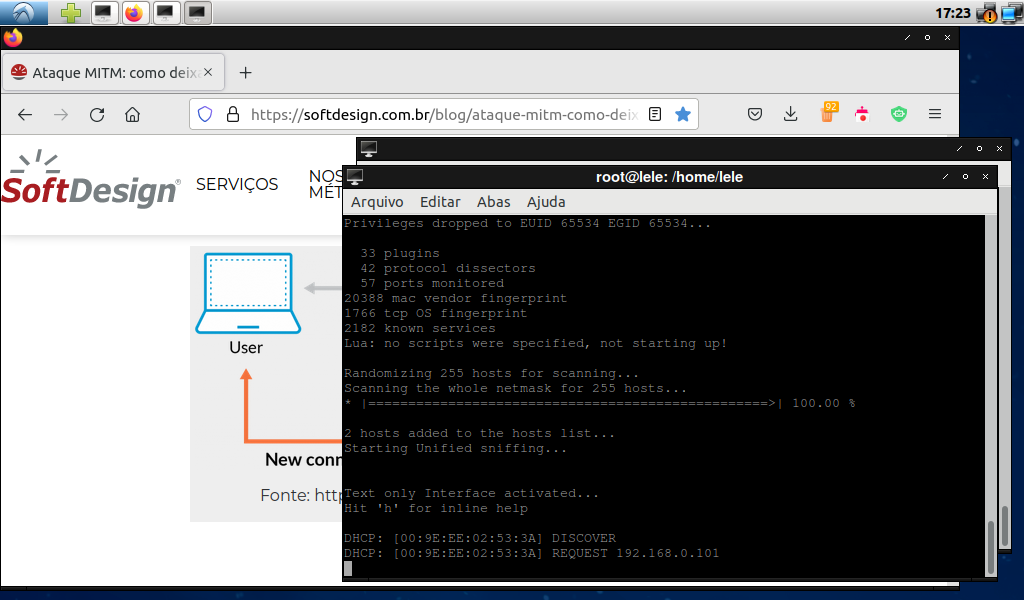 17:23
Ataque MITM: como deix
92
https://softdesign.com.br/blog/ataque-mitm-como-deix
SoftDesign
SERVIÇOS
NOS
MÉT
User
New conn
Fonte: http
root@lele: /home/lele
Arquivo Editar Abas Ajuda
Privileges dropped to EUID 65534 EGID 65534...
33 plugins
42 protocol dissectors
57 ports monitored
20388 mac vendor fingerprint
1766 tcp OS fingerprint
2182 known services
Lua: no scripts were specified, not starting up!
Randomizing 255 hosts for scanning...
Scanning the whole netmask for 255 hosts...
* |==================================================>| 100.00 %
2 hosts added to the hosts list...
Starting Unified sniffing...
Text only Interface activated...
Hit 'h' for inline help
DHCP: [00:9E:EE:02:53:3A] DISCOVER
DHCP: [00:9E:EE:02:53:3A] REQUEST 192.168.0.101